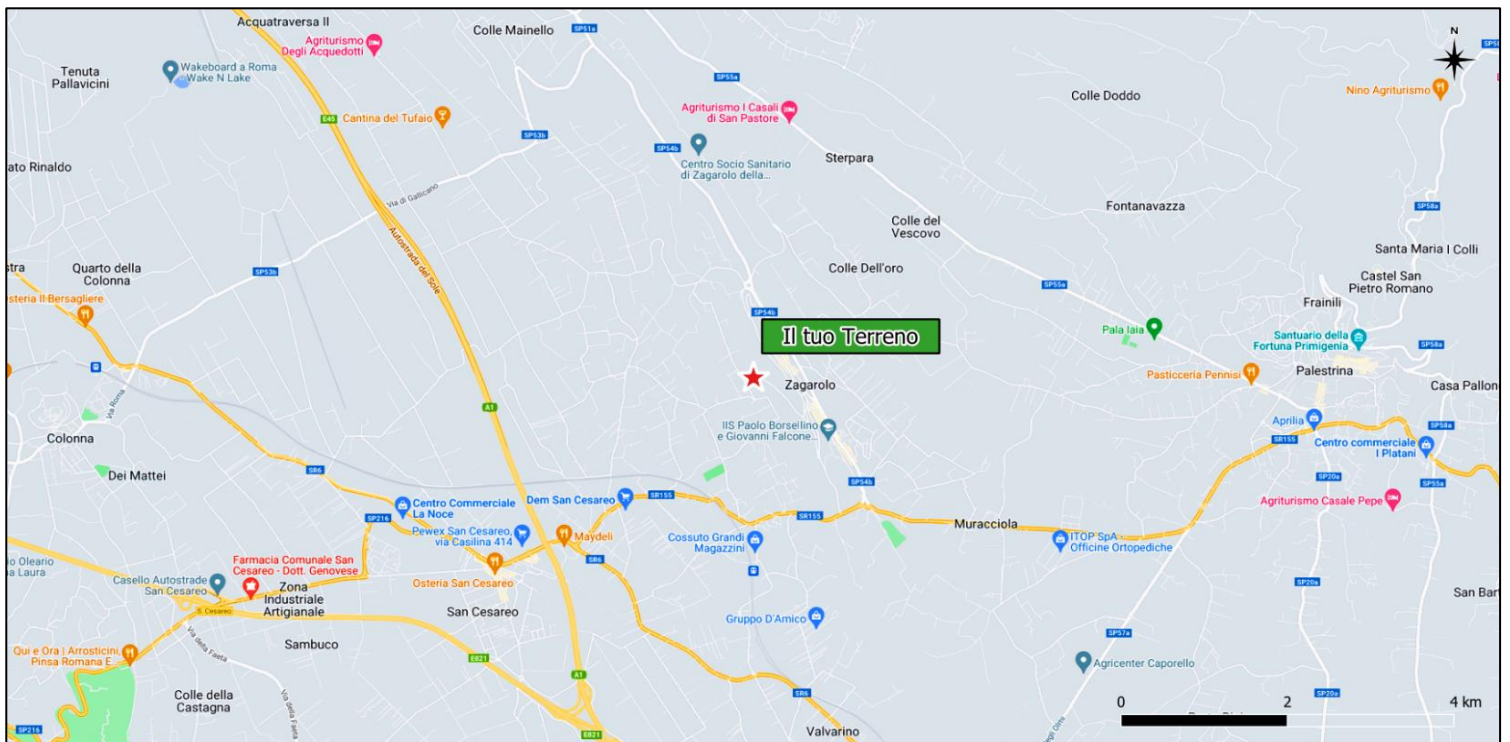 Acquatraversa II
Colle Mainello
SP51a
N
Agriturismo
Degli Acquedotti
Tenuta
Pallavicini
Wakeboard a Roma
Wake N Lake
SP55a
Colle Doddo
Nino Agriturismo
Agriturismo I Casali
di San Pastore
E45
Cantina del Tufaio
SP53b
SP54b
Sterpara
Centro Socio Sanitario
di Zagarolo della...
ato Rinaldo
Via di Gallicano
Fontanavazza
SP58a
Colle del
Vescovo
Autostrada del Sole
Santa Maria I Colli
stra
Quarto della
Colonna
SP53b
Colle Dell'oro
Castel San
Pietro Romano
SP55a
steria Il Bersagliere
Frainili
SP54b
Il tuo Terreno
Pala Iaia
Santuario della
Fortuna Primigenia
SP58a
Pasticceria Pennisi
Palestrina
Zagarolo
Casa Pallon
Via Roma
A1
Aprilia
IIS Paolo Borsellino
e Giovanni Falcone...
SP58a
Colonna
SR155
Centro commerciale
I Platani
Dei Mattei
SR6
SP54b
SP20a
SP55a
Centro Commerciale
La Noce
Dem San Cesareo
SR155
Agriturismo Casale Pepe
SP216
SR155
Muracciola
Pewex San Cesareo,
via Casilina 414
Maydeli
Cossuto Grandi
Magazzini
ITOP SpA -
Officine Ortopediche
SR6
io Oleario
na Laura
Farmacia Comunale San
Cesareo - Dott. Genovese
Casello Autostrade
San Cesareo
Zona
Industriale
Artigianale
Osteria San Cesareo
SP20a
San Bar
S. Cesareo
San Cesareo
Gruppo D'Amico
Via della Faeta
Sambuco
SP57a
Qui e Ora | Arrosticini,
Pinsa Romana E...
E821
A1
Agricenter Caporello
Colle della
Castagna
Via della Faeta
SR6
SP20a
0 2 4 km
SP216
E821
Valvarino
egli Olmi